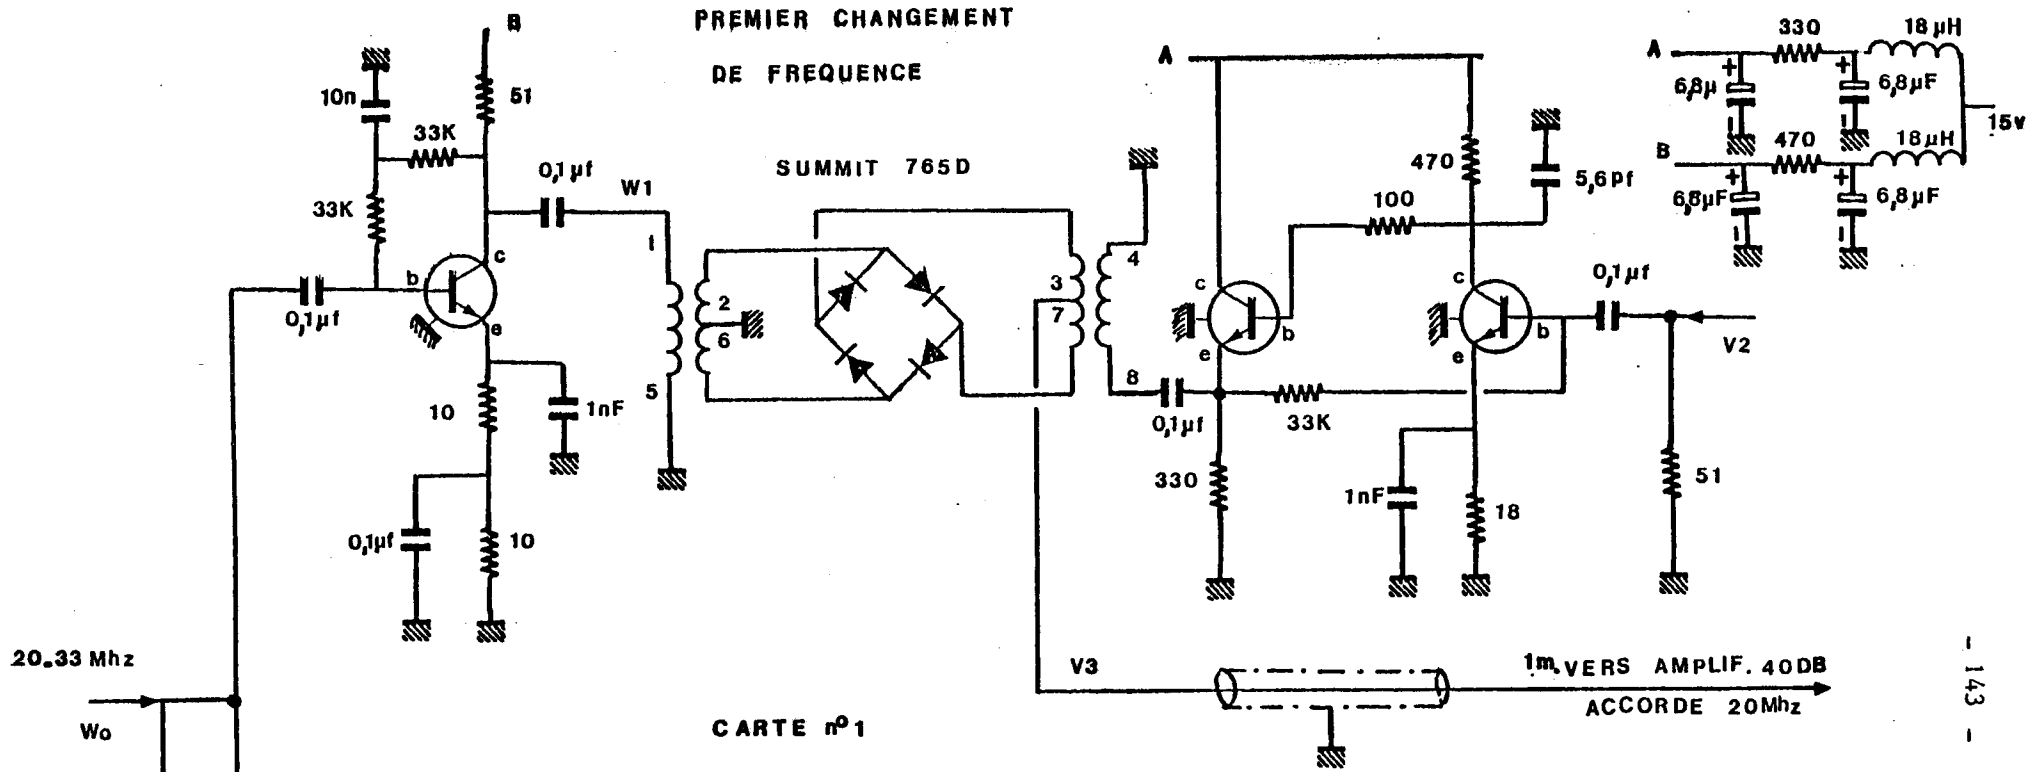 PREMIER CHANGEMENT
DE FREQUENCE
B
10n
33K
51
33K
0,1µf
W1
SUMMIT 765D
0,1µf
b
c
e
10
1nF
0,1µf
10
1
5
2
6
3
7
4
8
0,1µf
A
470
100
5,6pf
c
b
e
c
b
e
33K
330
1nF
18
0,1µf
V2
51
A
330
18µH
+
6,8µ
-
+
6,8µF
-
15v
B
470
18µH
+
6,8µF
-
+
6,8µF
-
20.33 Mhz
Wo
CARTE nº1
V3
1m. VERS AMPLIF. 40DB
ACCORDE 20Mhz
- 143 -